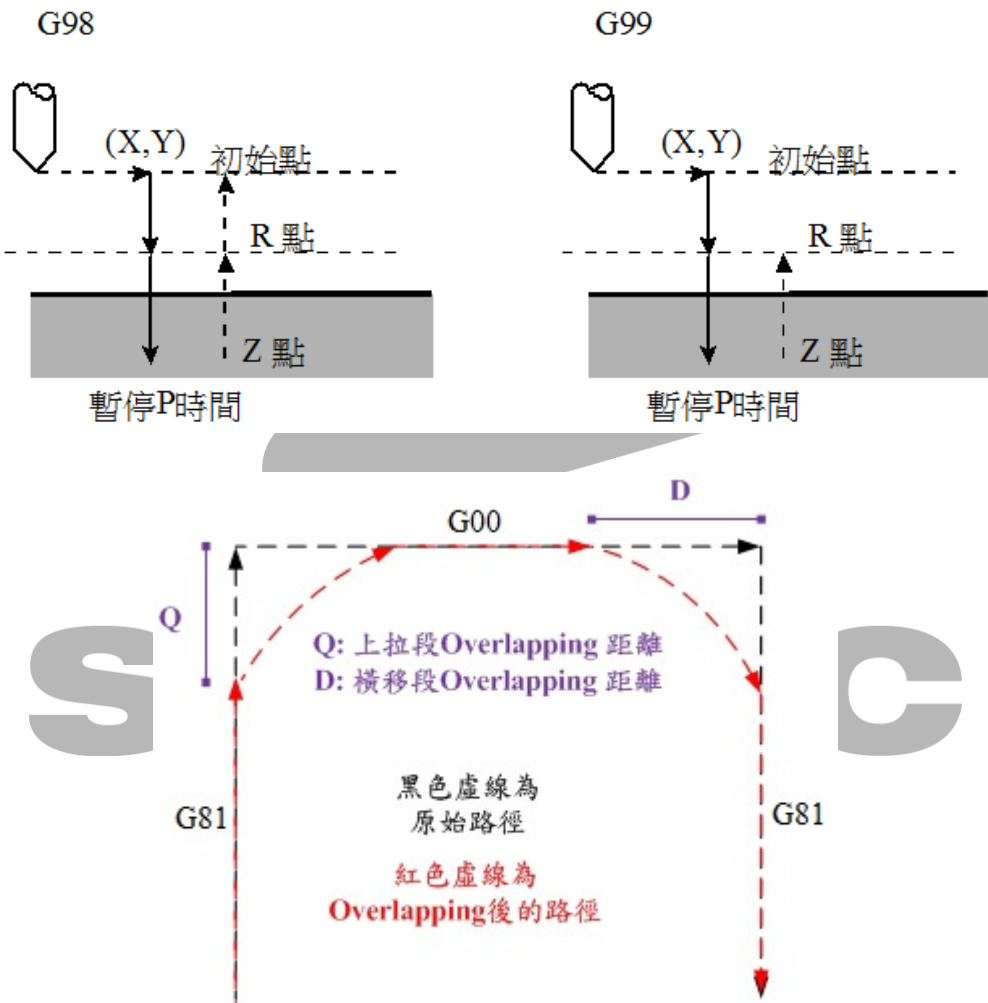 G98
G99
(X,Y)
初始點
(X,Y)
初始點
R 點
R 點
Z 點
Z 點
暫停P時間
暫停P時間
D
G00
Q
Q: 上拉段Overlapping 距離
D: 橫移段Overlapping 距離
黑色虛線為
原始路徑
G81
G81
紅色虛線為
Overlapping後的路徑
S C